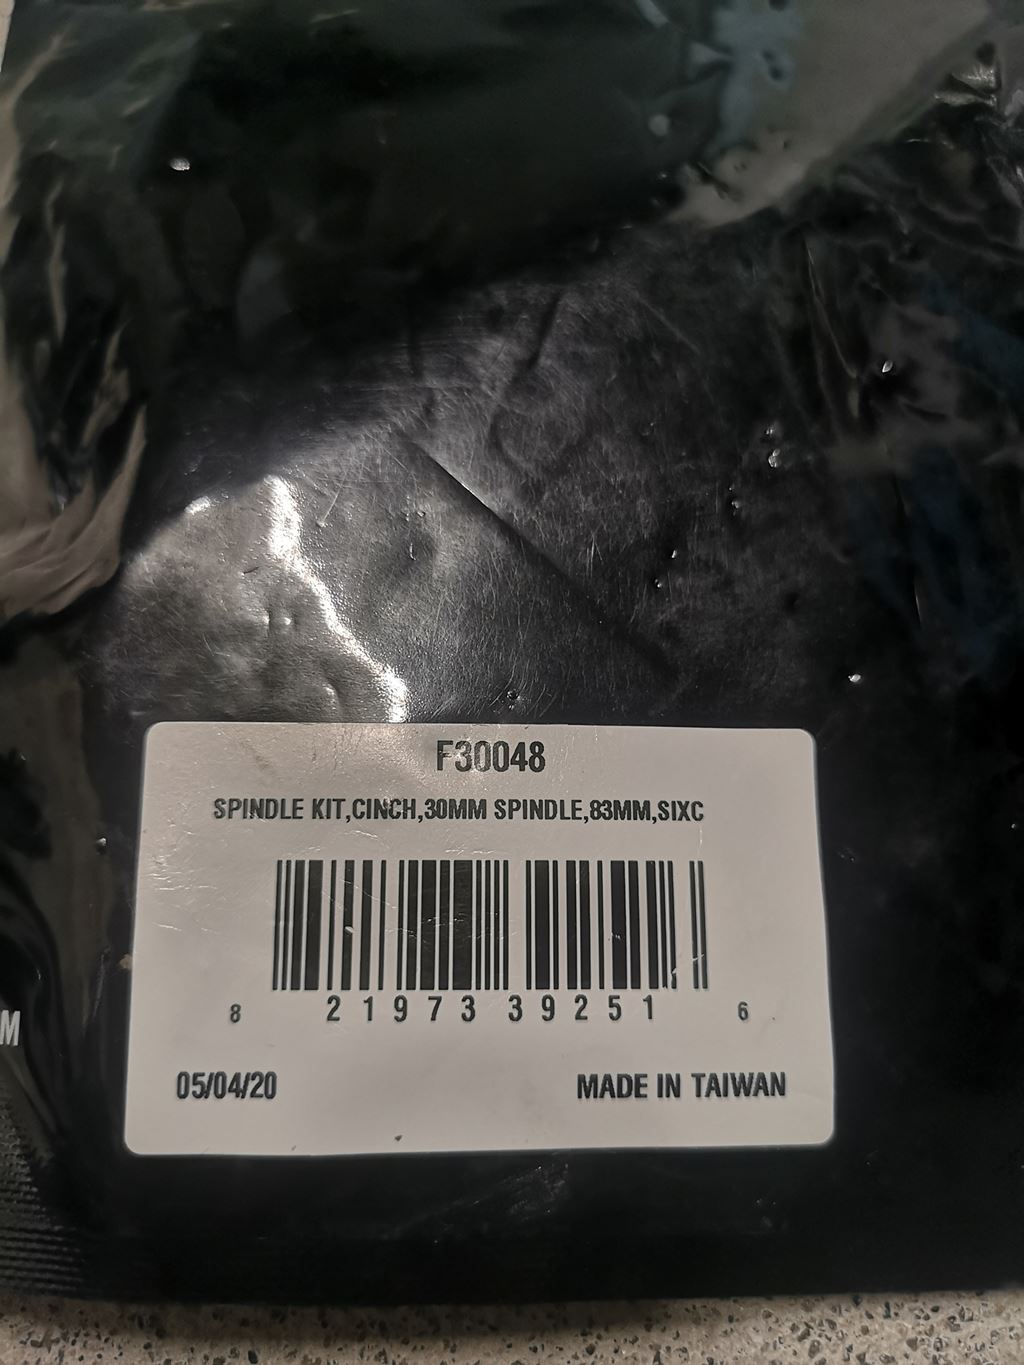 F30048
SPINDLE KIT,CINCH,30MM SPINDLE,83MM,SIXC
8 21973 39251 6
M
05/04/20 MADE IN TAIWAN